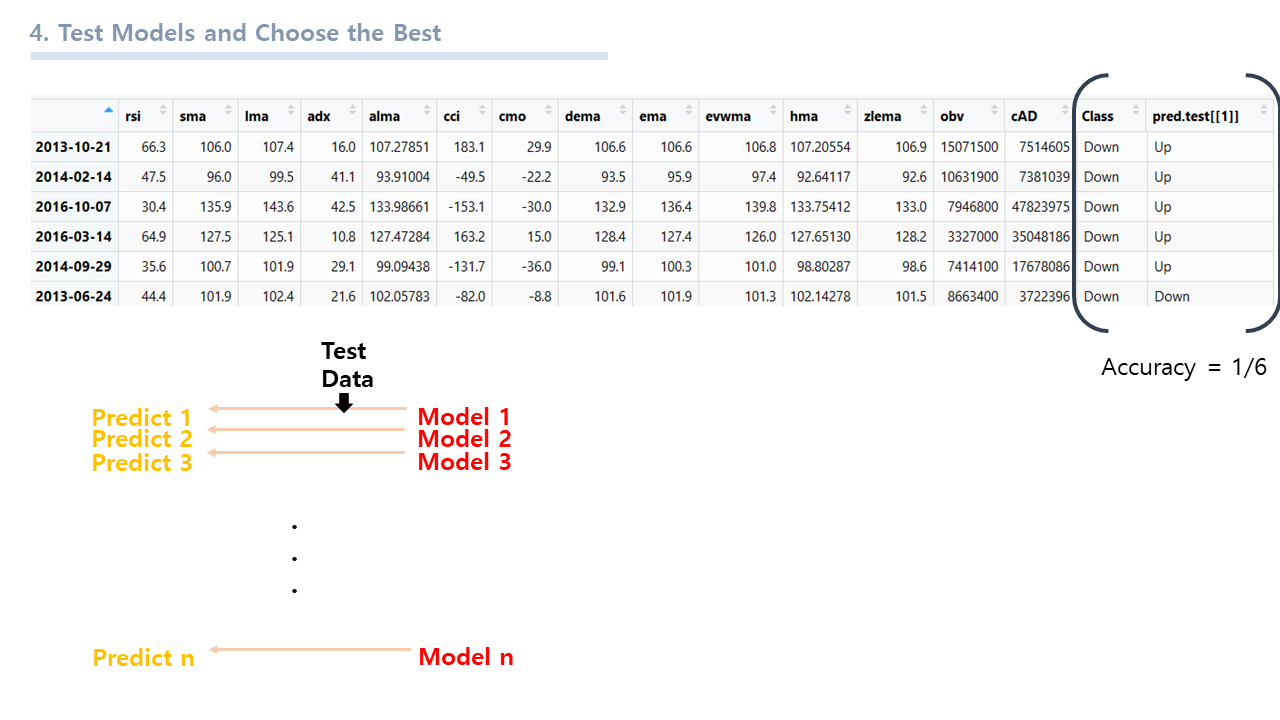 4. Test Models and Choose the Best
rsi sma lma adx alma cci cmo dema ema evwma hma zlema obv cAD Class pred.test[[1]]
2013-10-21 66.3 106.0 107.4 16.0 107.27851 183.1 29.9 106.6 106.6 106.8 107.20554 106.9 15071500 7514605 Down Up
2014-02-14 47.5 96.0 99.5 41.1 93.91004 -49.5 -22.2 93.5 95.9 97.4 92.64117 92.6 10631900 7381039 Down Up
2016-10-07 30.4 135.9 143.6 42.5 133.98661 -153.1 -30.0 132.9 136.4 139.8 133.75412 133.0 7946800 47823975 Down Up
2016-03-14 64.9 127.5 125.1 10.8 127.47284 163.2 15.0 128.4 127.4 126.0 127.65130 128.2 3327000 35048186 Down Up
2014-09-29 35.6 100.7 101.9 29.1 99.09438 -131.7 -36.0 99.1 100.3 101.0 98.80287 98.6 7414100 17678086 Down Up
2013-06-24 44.4 101.9 102.4 21.6 102.05783 -82.0 -8.8 101.6 101.9 101.3 102.14278 101.5 8663400 3722396 Down Down
Accuracy = 1/6
Test
Data
Predict 1 Model 1
Predict 2 Model 2
Predict 3 Model 3
.
.
.
Predict n Model n